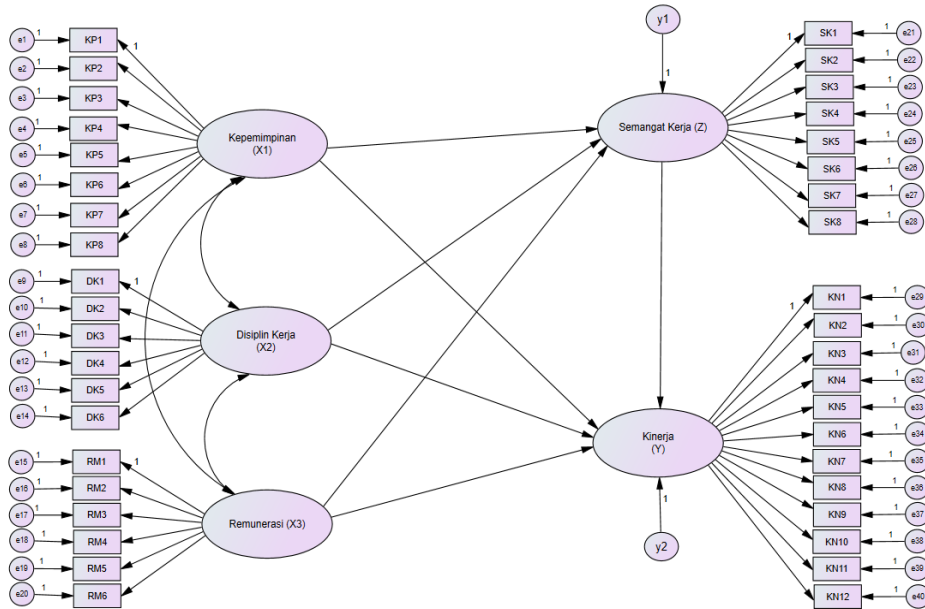 y1
e1 1 KP1 1
e2 1 KP2
e3 1 KP3
e4 1 KP4
e5 1 KP5
e6 1 KP6
e7 1 KP7
e8 1 KP8
Kepemimpinan
(X1)
1
Semangat Kerja (Z)
1 SK1 1 e21
SK2 1 e22
SK3 1 e23
SK4 1 e24
SK5 1 e25
SK6 1 e26
SK7 1 e27
SK8 1 e28
e9 1 DK1 1
e10 1 DK2
e11 1 DK3
e12 1 DK4
e13 1 DK5
e14 1 DK6
Disiplin Kerja
(X2)
1 KN1 1 e29
KN2 1 e30
KN3 1 e31
KN4 1 e32
KN5 1 e33
KN6 1 e34
KN7 1 e35
KN8 1 e36
KN9 1 e37
KN10 1 e38
KN11 1 e39
KN12 1 e40
Kinerja
(Y)
1
y2
e15 1 RM1 1
e16 1 RM2
e17 1 RM3
e18 1 RM4
e19 1 RM5
e20 1 RM6
Remunerasi (X3)